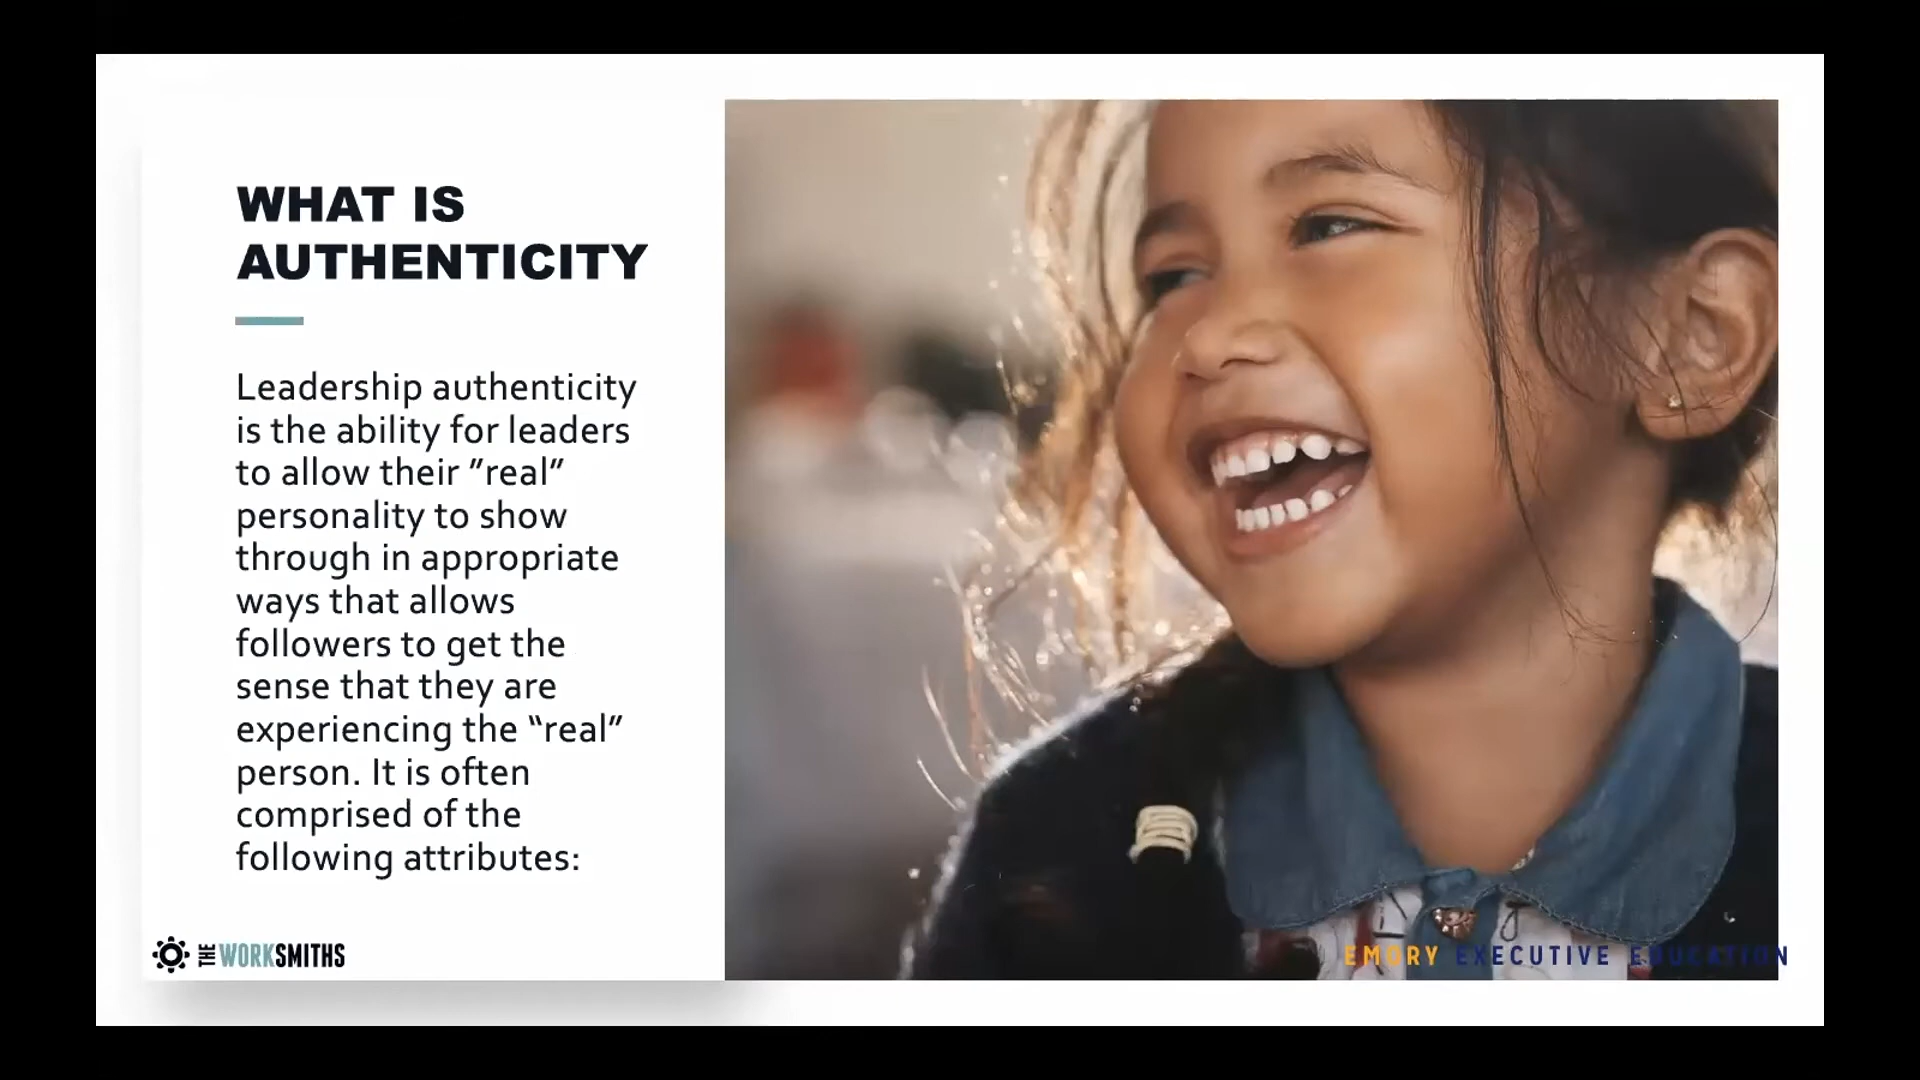 WHAT IS
AUTHENTICITY
Leadership authenticity
is the ability for leaders
to allow their ”real”
personality to show
through in appropriate
ways that allows
followers to get the
sense that they are
experiencing the “real”
person. It is often
comprised of the
following attributes:
THE WORKSMITHS
EMORY EXECUTIVE EDUCATION